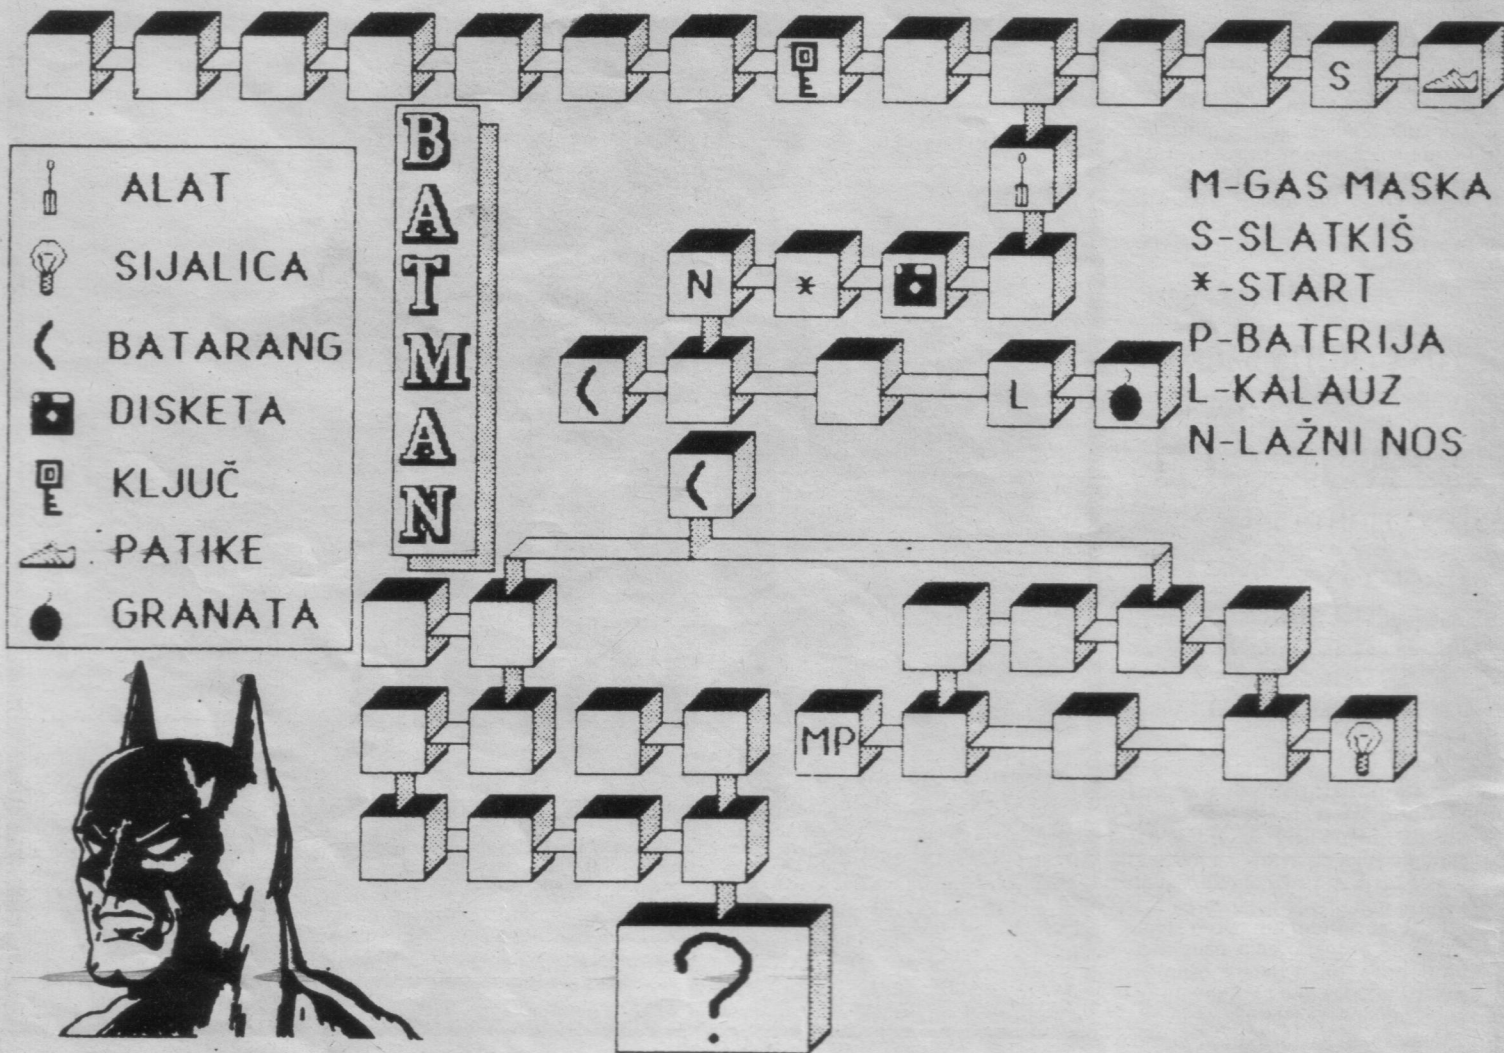 S
BATMAN
ALAT
SIJALICA
BATARANG
DISKETA
KLJUČ
PATIKE
GRANATA
M-GAS MASKA
S-SLATKIŠ
*-START
P-BATERIJA
L-KALAUZ
N-LAŽNI NOS
N
*
L
MP
?